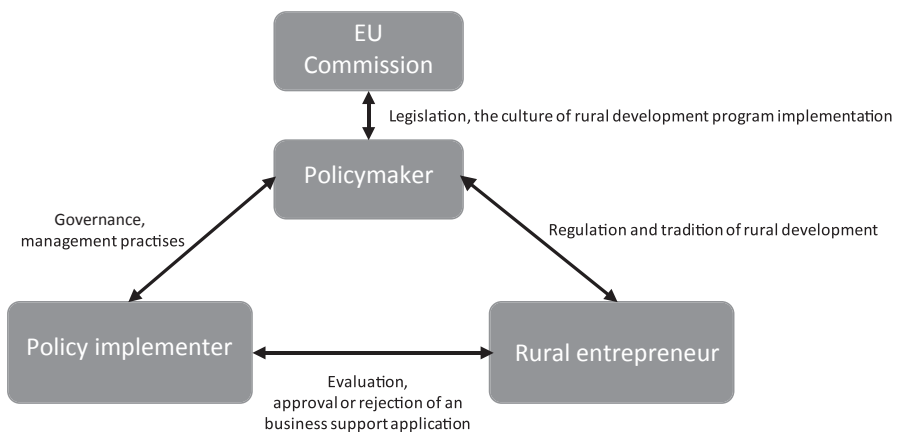 EU
Commission
Legislation, the culture of rural development program implementation
Policymaker
Governance,
management practises
Regulation and tradition of rural development
Policy implementer
Rural entrepreneur
Evaluation,
approval or rejection of an
business support application